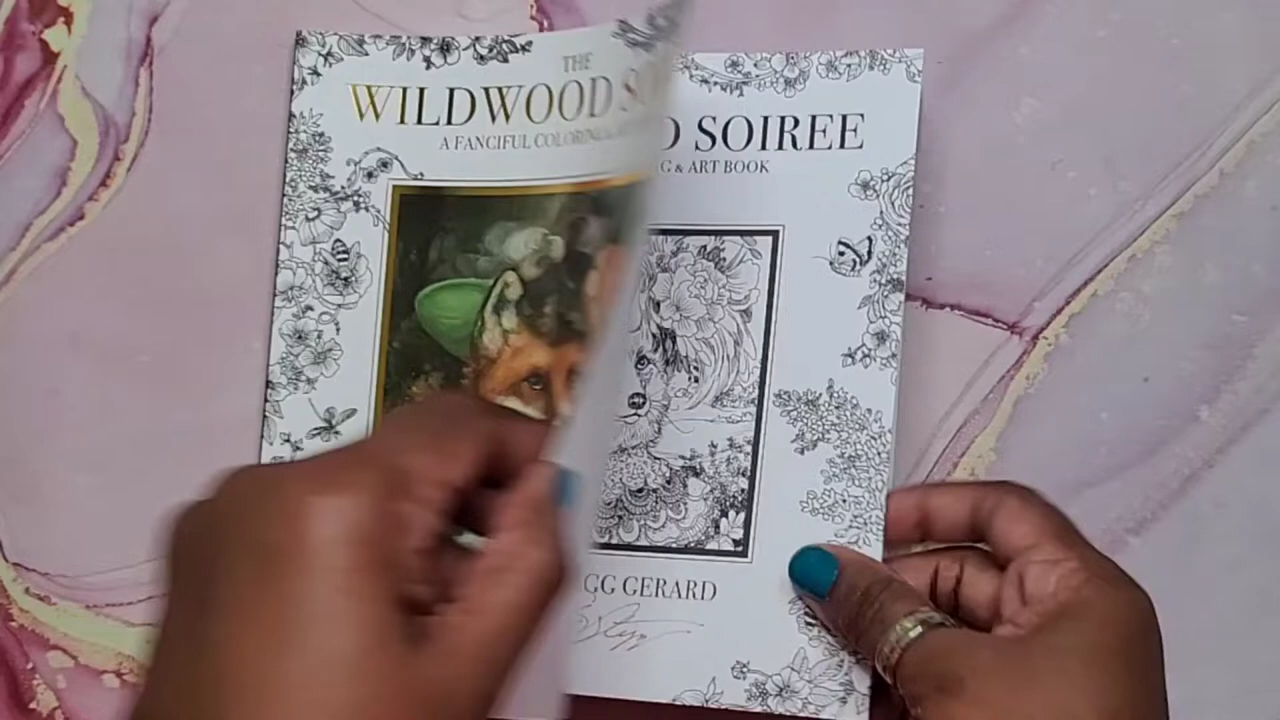 THE
WILDWOOD
A FANCIFUL COLORING
SOIREE
G & ART BOOK
GG GERARD